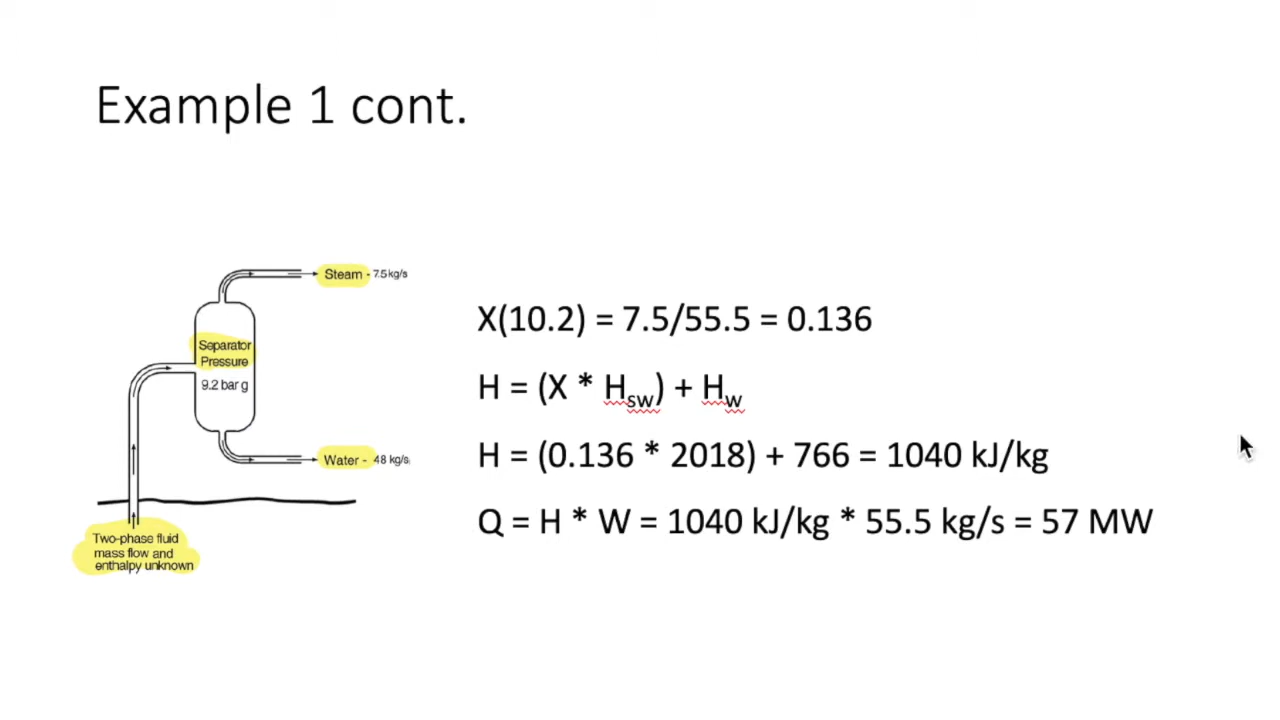 Example 1 cont.
Steam - 7.5 kg/s
Separator
Pressure
9.2 bar g
Water - 48 kg/s
Two-phase fluid
mass flow and
enthalpy unknown
X(10.2) = 7.5/55.5 = 0.136
H = (X * Hsw) + Hw
H = (0.136 * 2018) + 766 = 1040 kJ/kg
Q = H * W = 1040 kJ/kg * 55.5 kg/s = 57 MW